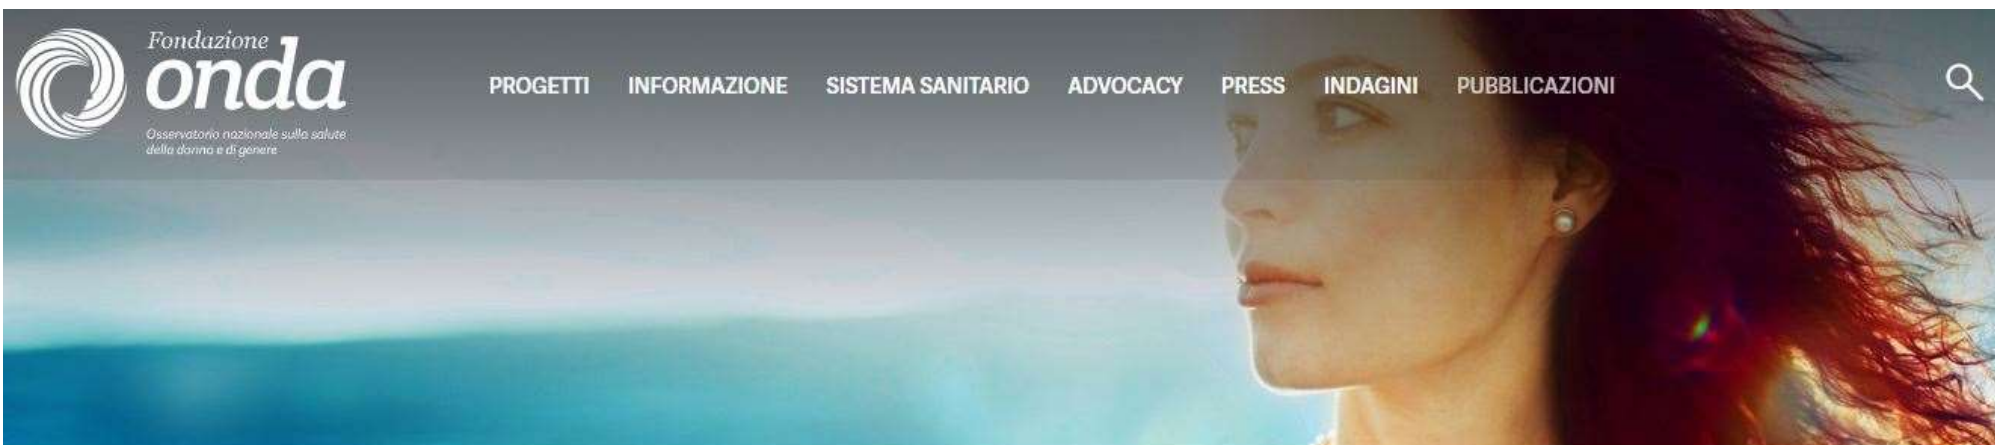 Fondazione
onda
Osservatorio nazionale sulla salute
della donna e di genere
PROGETTI INFORMAZIONE SISTEMA SANITARIO ADVOCACY PRESS INDAGINI PUBBLICAZIONI